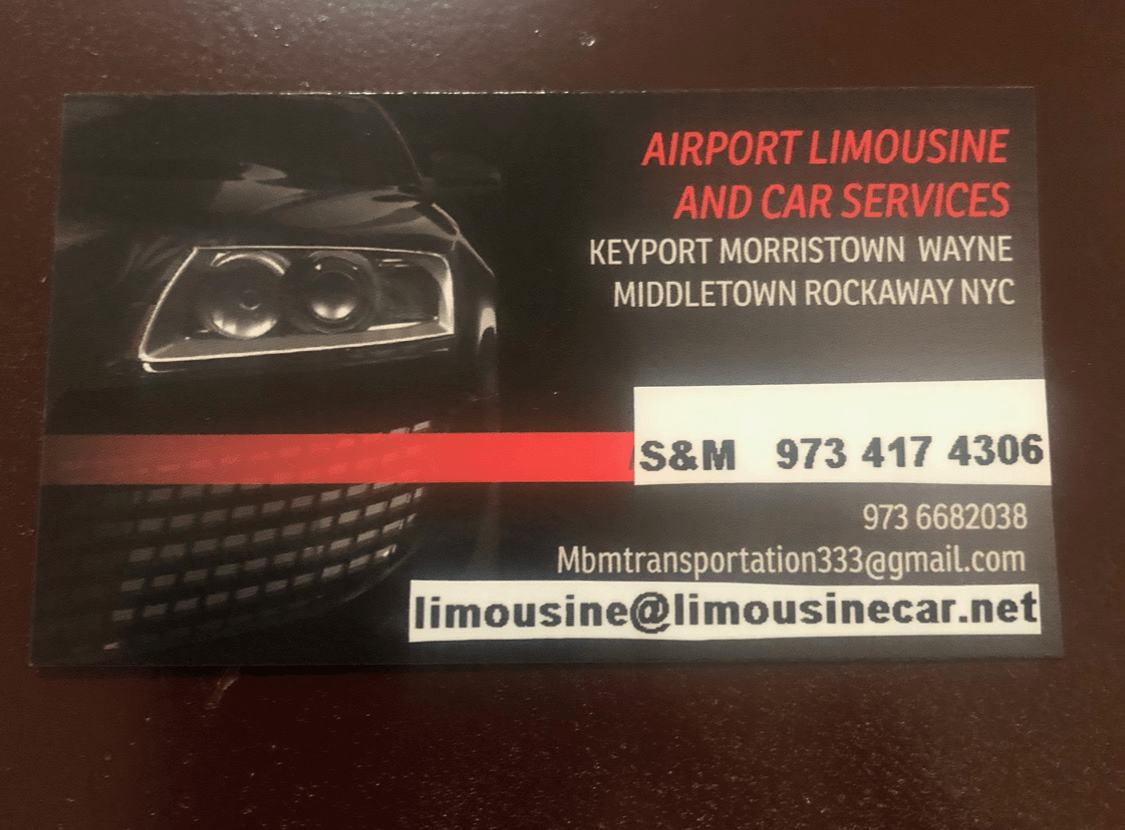 AIRPORT LIMOUSINE
AND CAR SERVICES
KEYPORT MORRISTOWN WAYNE
MIDDLETOWN ROCKAWAY NYC
S&M 973 417 4306
973 6682038
Mbmtransportation333@gmail.com
limousine@limousinecar.net